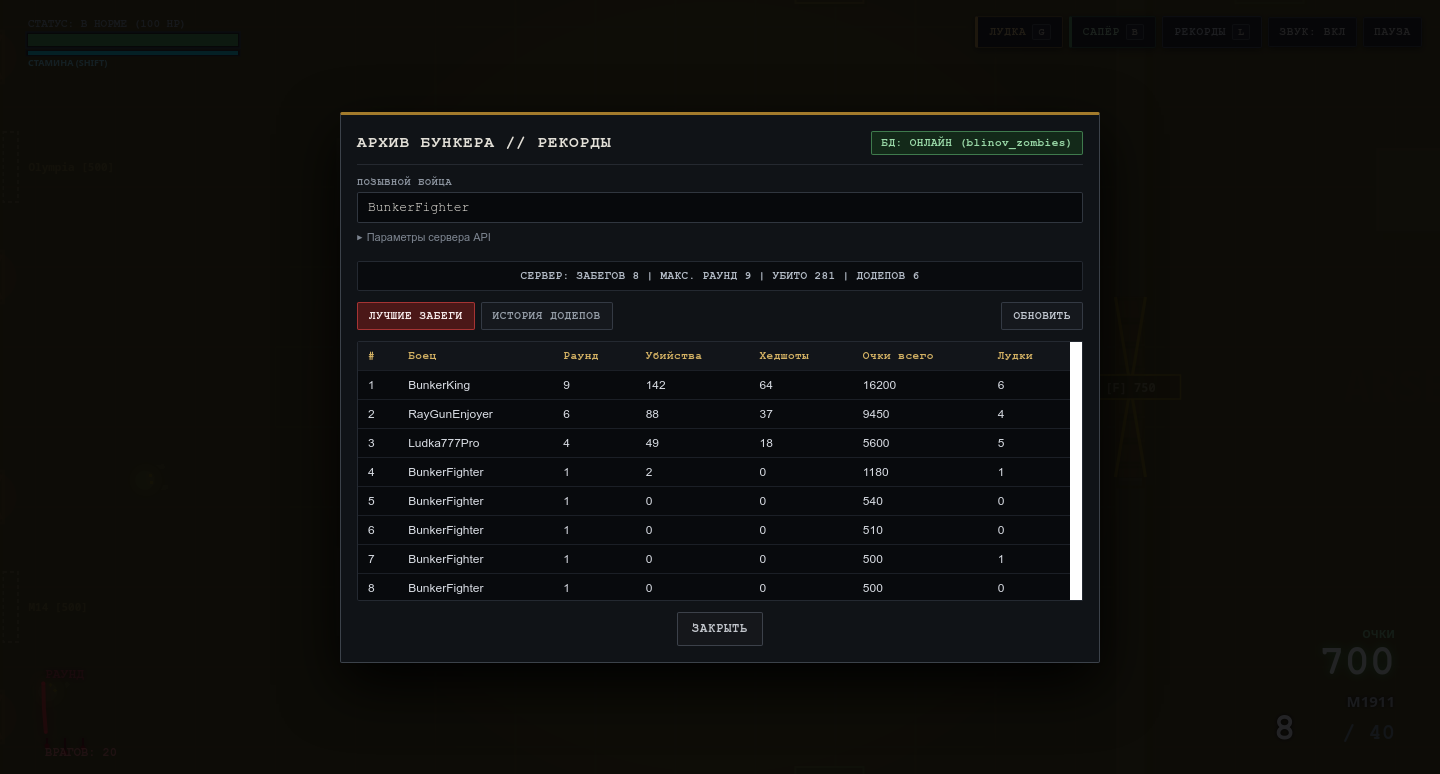 СТАТУС: В НОРМЕ (100 HP)
СТАМИНА (SHIFT)
ЛУДКА G
САПЁР B
РЕКОРДЫ L
ЗВУК: ВКЛ
ПАУЗА
АРХИВ БУНКЕРА // РЕКОРДЫ
БД: ОНЛАЙН (blinov_zombies)
ПОЗЫВНОЙ БОЙЦА
BunkerFighter
▸ Параметры сервера API
СЕРВЕР: ЗАБЕГОВ 8 | МАКС. РАУНД 9 | УБИТО 281 | ДОДЕПОВ 6
ЛУЧШИЕ ЗАБЕГИ
ИСТОРИЯ ДОДЕПОВ
ОБНОВИТЬ
# Боец Раунд Убийства Хедшоты Очки всего Лудки
1 BunkerKing 9 142 64 16200 6
2 RayGunEnjoyer 6 88 37 9450 4
3 Ludka777Pro 4 49 18 5600 5
4 BunkerFighter 1 2 0 1180 1
5 BunkerFighter 1 0 0 540 0
6 BunkerFighter 1 0 0 510 0
7 BunkerFighter 1 0 0 500 1
8 BunkerFighter 1 0 0 500 0
ЗАКРЫТЬ
[F] 750
ОЧКИ
700
M1911
8 / 40
ВРАГОВ: 20